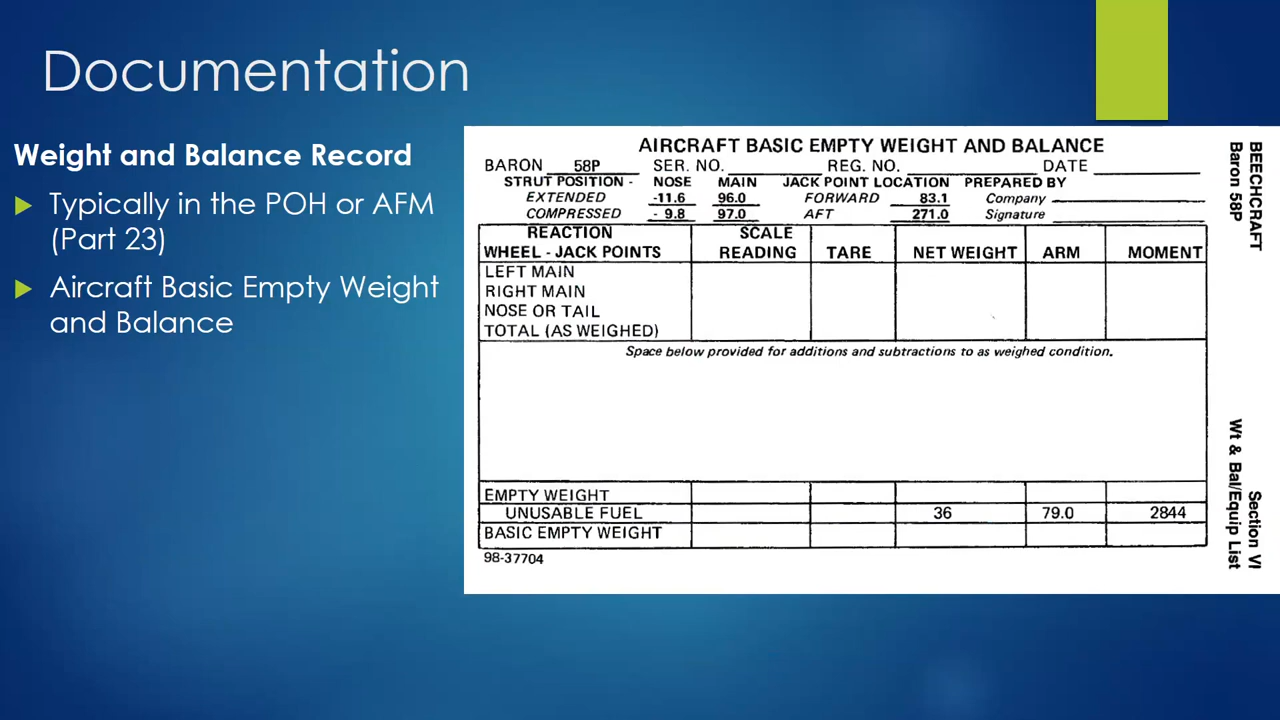 Documentation
Weight and Balance Record
Typically in the POH or AFM
(Part 23)
Aircraft Basic Empty Weight
and Balance
AIRCRAFT BASIC EMPTY WEIGHT AND BALANCE
BARON 58P SER. NO. REG. NO. DATE
STRUT POSITION - NOSE MAIN JACK POINT LOCATION PREPARED BY
EXTENDED -11.6 96.0 FORWARD 83.1 Company
COMPRESSED - 9.8 97.0 AFT 271.0 Signature
REACTION SCALE
WHEEL - JACK POINTS READING TARE NET WEIGHT ARM MOMENT
LEFT MAIN
RIGHT MAIN
NOSE OR TAIL
TOTAL (AS WEIGHED)
Space below provided for additions and subtractions to as weighed condition.
EMPTY WEIGHT
UNUSABLE FUEL 36 79.0 2844
BASIC EMPTY WEIGHT
98-37704
BEECHCRAFT
Baron 58P
Section VI
Wt & Bal/Equip List